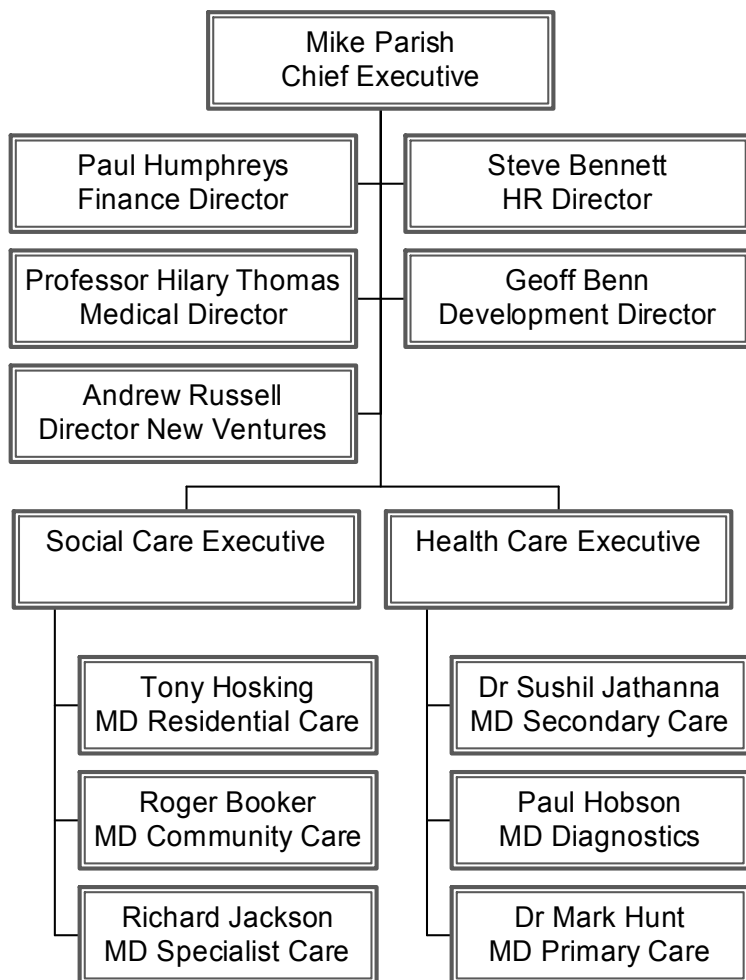 Mike Parish
Chief Executive
Paul Humphreys
Finance Director
Steve Bennett
HR Director
Professor Hilary Thomas
Medical Director
Geoff Benn
Development Director
Andrew Russell
Director New Ventures
Social Care Executive
Health Care Executive
Tony Hosking
MD Residential Care
Dr Sushil Jathanna
MD Secondary Care
Roger Booker
MD Community Care
Paul Hobson
MD Diagnostics
Richard Jackson
MD Specialist Care
Dr Mark Hunt
MD Primary Care